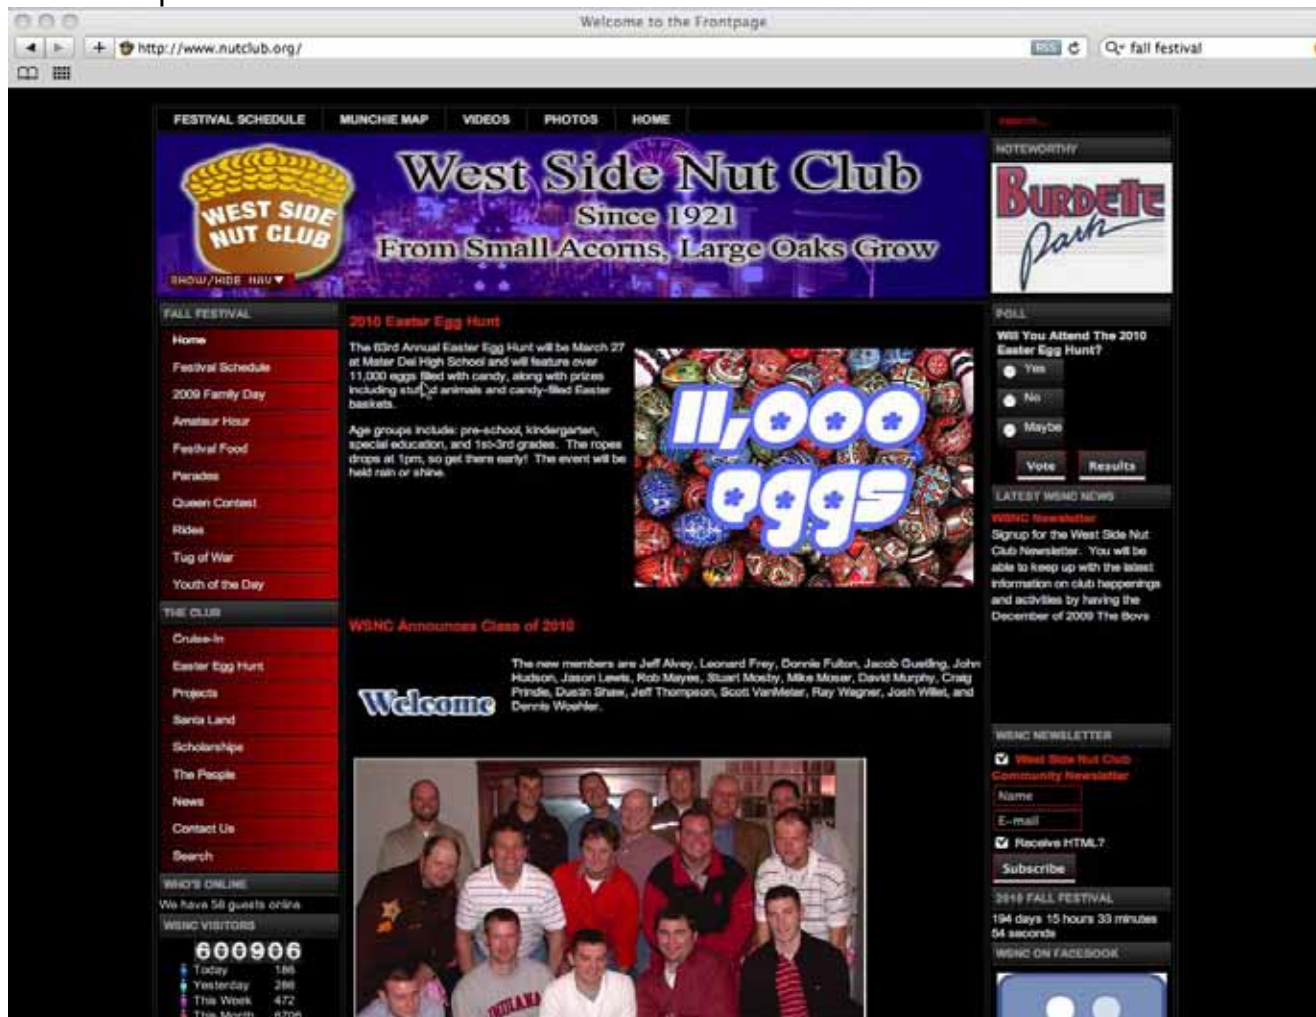 Welcome to the Frontpage
http://www.nutclub.org/
RSS
fall festival
FESTIVAL SCHEDULE
MUNCHIE MAP
VIDEOS
PHOTOS
HOME
search...
WEST SIDE
NUT CLUB
SHOW/HIDE NAV
West Side Nut Club
Since 1921
From Small Acorns, Large Oaks Grow
NOTEWORTHY
BURDETTE
Park
FALL FESTIVAL
Home
Festival Schedule
2009 Family Day
Amateur Hour
Festival Food
Parades
Queen Contest
Rides
Tug of War
Youth of the Day
THE CLUB
Cruise-In
Easter Egg Hunt
Projects
Santa Land
Scholarships
The People
News
Contact Us
Search
WHO'S ONLINE
We have 58 guests online
WSNC VISITORS
600906
Today 186
Yesterday 286
This Week 472
This Month 6706
2010 Easter Egg Hunt
The 63rd Annual Easter Egg Hunt will be March 27
at Mater Dei High School and will feature over
11,000 eggs filled with candy, along with prizes
including stuffed animals and candy-filled Easter
baskets.
Age groups include: pre-school, kindergarten,
special education, and 1st-3rd grades. The ropes
drops at 1pm, so get there early! The event will be
held rain or shine.
11,000
eggs
WSNC Announces Class of 2010
Welcome
The new members are Jeff Alvey, Leonard Frey, Donnie Fulton, Jacob Guetling, John
Hudson, Jason Lewis, Rob Mayes, Stuart Mosby, Mike Moser, David Murphy, Craig
Prindle, Dustin Shaw, Jeff Thompson, Scott VanMeter, Ray Wagner, Josh Willet, and
Dennis Woehler.
INDIANA
POLL
Will You Attend The 2010
Easter Egg Hunt?
Yes
No
Maybe
Vote
Results
LATEST WSNC NEWS
WSNC Newsletter
Signup for the West Side Nut
Club Newsletter. You will be
able to keep up with the latest
information on club happenings
and activities by having the
December of 2009 The Boys
WSNC NEWSLETTER
West Side Nut Club
Community Newsletter
Name
E-mail
Receive HTML?
Subscribe
2010 FALL FESTIVAL
194 days 15 hours 33 minutes
54 seconds
WSNC ON FACEBOOK